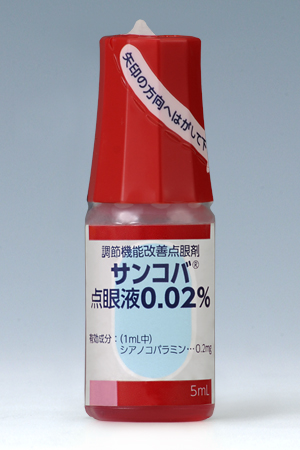 矢印の方向へはがして下
調節機能改善点眼剤
サンコバ®
点眼液0.02%
有効成分：(1mL中)
シアノコバラミン…0.2mg
5mL